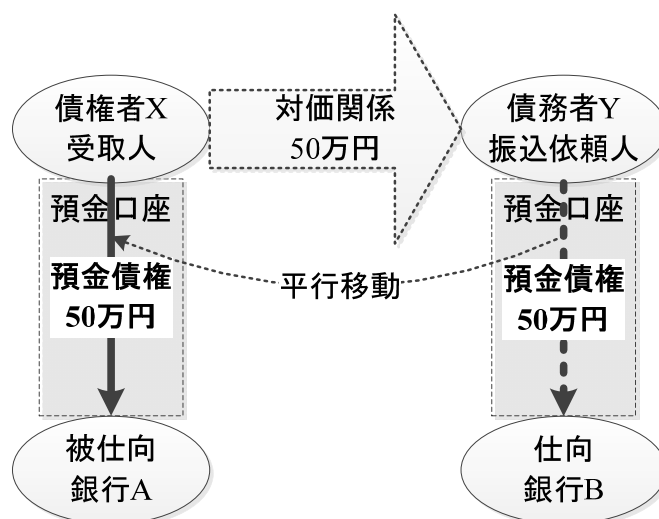 債権者X
受取人
対価関係
50万円
債務者Y
振込依頼人
預金口座
預金口座
預金債権
50万円
平行移動
預金債権
50万円
被仕向
銀行A
仕向
銀行B